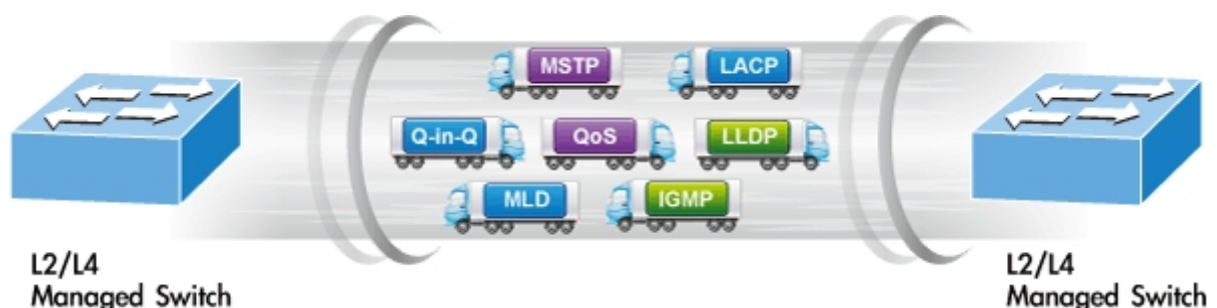 MSTP
LACP
Q-in-Q
QoS
LLDP
MLD
IGMP
L2/L4
Managed Switch
L2/L4
Managed Switch